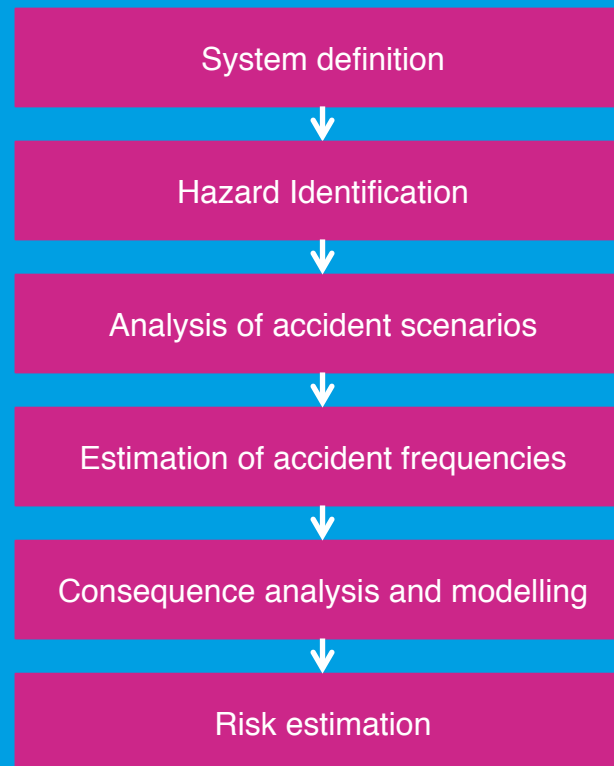 System definition
Hazard Identification
Analysis of accident scenarios
Estimation of accident frequencies
Consequence analysis and modelling
Risk estimation